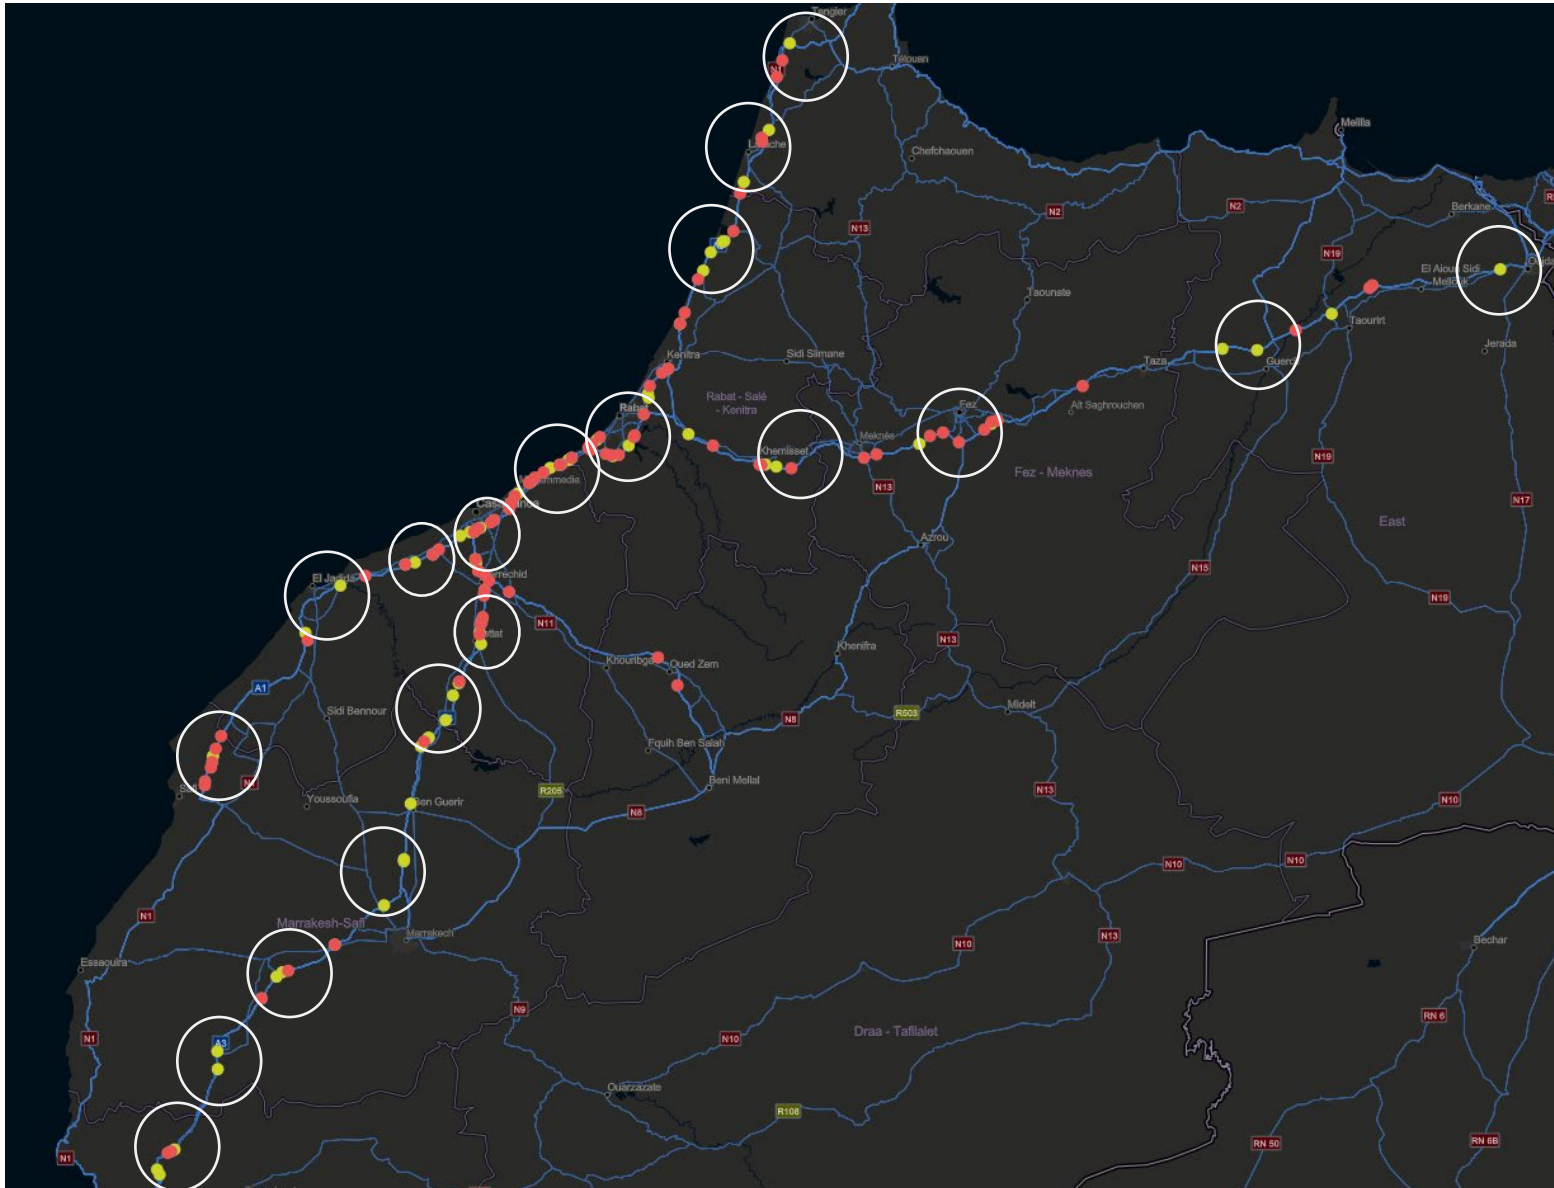 Tangier
N1
Tétouan
Melilla
Chefchaouen
N2
N2
Berkane
N13
N19
El Aioun Sidi
Mellouk
Taounate
Taourirt
Jerada
Kenitra
Sidi Slimane
Taza
Rabat - Salé
- Kenitra
Fez
Aït Saghrouchen
Meknès
Khemisset
Fez - Meknes
N19
N13
N17
East
Azrou
N15
El Jadida
N19
N11
Khouribga
Oued Zem
Khenifra
N13
A1
Sidi Bennour
N8
R503
Midelt
Fquih Ben Salah
Safi
Youssoufia
Ben Guerir
R206
Beni Mellal
N13
N10
N8
N10
N10
N1
Marrakesh-Safi
Marrakech
N10
N13
Bechar
Essaouira
N9
RN 6
N1
A3
N10
Draa - Tafilalet
Ouarzazate
R108
N1
RN 50
RN 6B